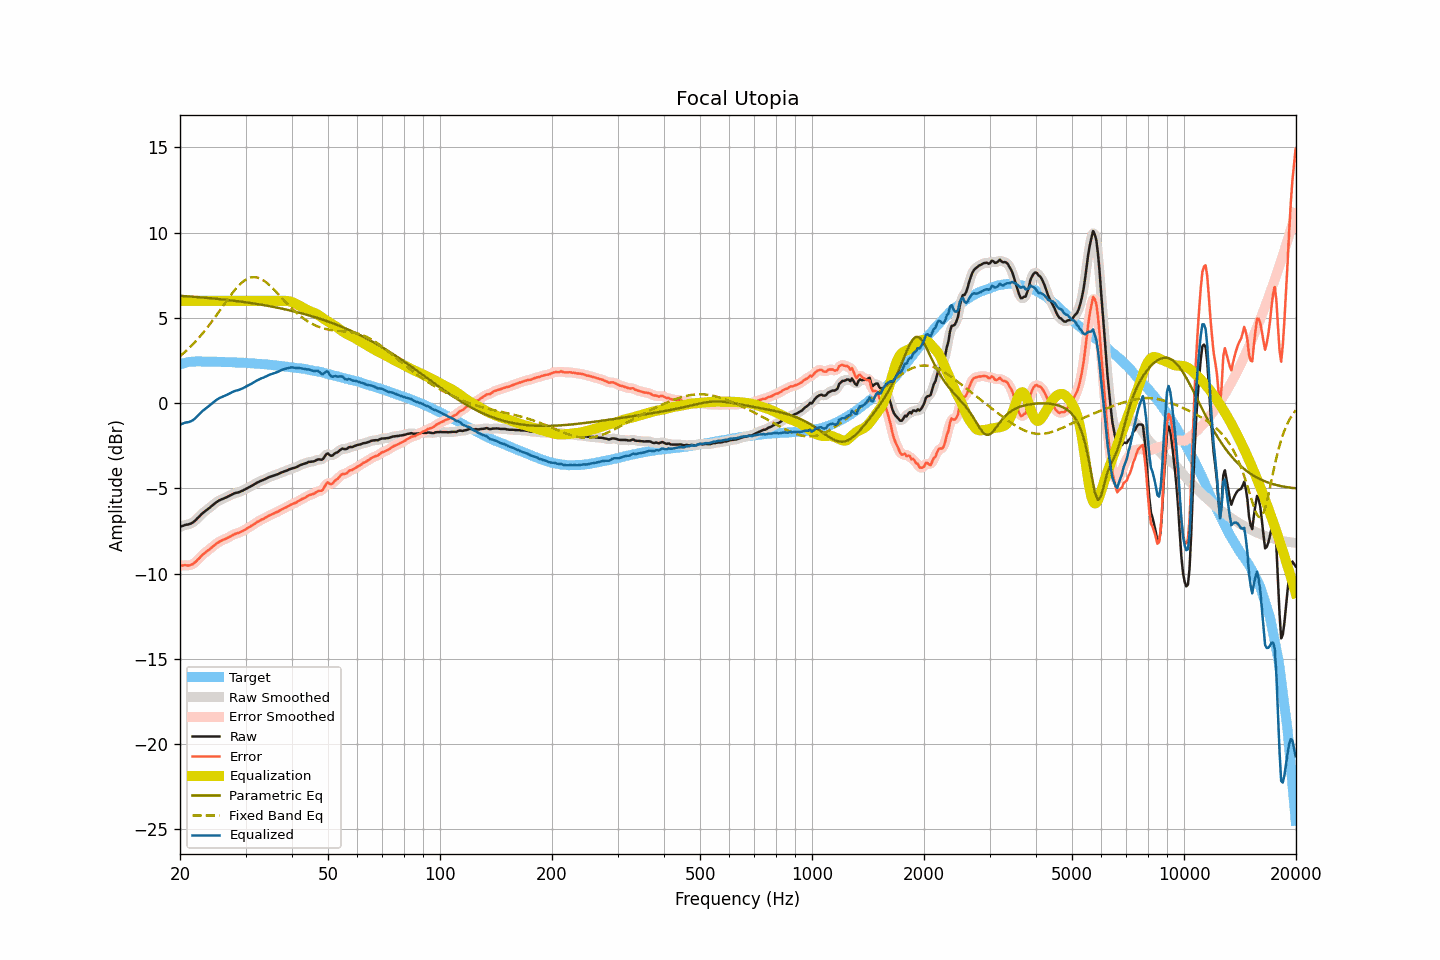 Focal Utopia
Amplitude (dBr)
15
10
5
0
−5
−10
−15
−20
−25
Target
Raw Smoothed
Error Smoothed
Raw
Error
Equalization
Parametric Eq
Fixed Band Eq
Equalized
20 50 100 200 500 1000 2000 5000 10000 20000
Frequency (Hz)